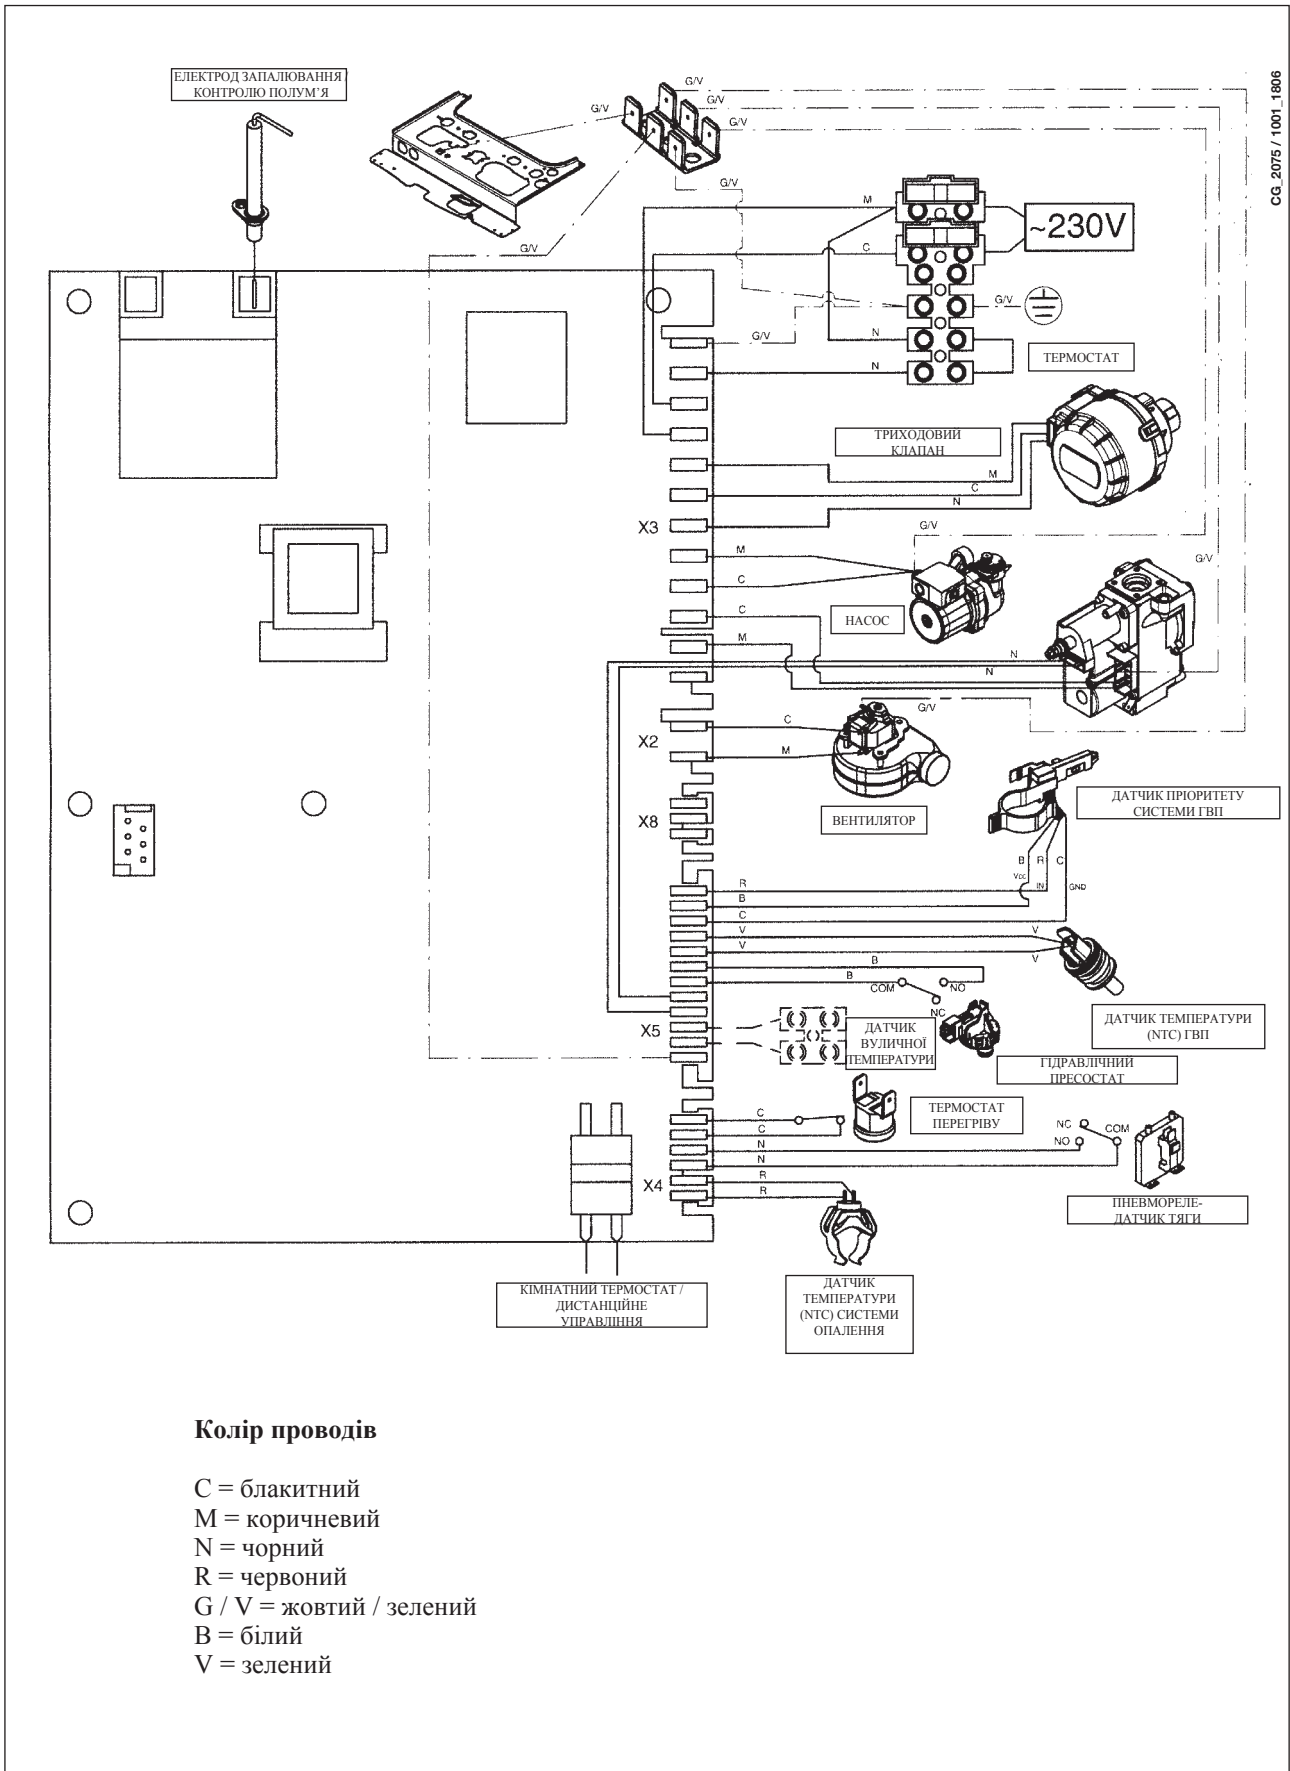 CG_2075 / 1001_1806
ЕЛЕКТРОД ЗАПАЛЮВАННЯ /
КОНТРОЛЮ ПОЛУМ'Я
G/V
G/V
G/V
G/V
G/V
G/V
M
~230V
C
G/V
G/V
N
ТЕРМОСТАТ
N
ТРИХОДОВИЙ
КЛАПАН
M
C
N
X3
G/V
M
G/V
C
C
НАСОС
M
N
N
G/V
C
X2
M
ДАТЧИК ПРІОРИТЕТУ
СИСТЕМИ ГВП
X8
ВЕНТИЛЯТОР
B R C
VDC
R
IN
GND
B
C
V
V
V
V
B
B
COM
NO
NC
X5
ДАТЧИК
ВУЛИЧНОЇ
ТЕМПЕРАТУРИ
ДАТЧИК ТЕМПЕРАТУРИ
(NTC) ГВП
ГІДРАВЛІЧНИЙ
ПРЕСОСТАТ
C
C
ТЕРМОСТАТ
ПЕРЕГРІВУ
NC
COM
NO
N
N
R
X4
R
ПНЕВМОРЕЛЕ-
ДАТЧИК ТЯГИ
КІМНАТНИЙ ТЕРМОСТАТ /
ДИСТАНЦІЙНЕ
УПРАВЛІННЯ
ДАТЧИК
ТЕМПЕРАТУРИ
(NTC) СИСТЕМИ
ОПАЛЕННЯ
Колір проводів
C = блакитний
M = коричневий
N = чорний
R = червоний
G / V = жовтий / зелений
B = білий
V = зелений